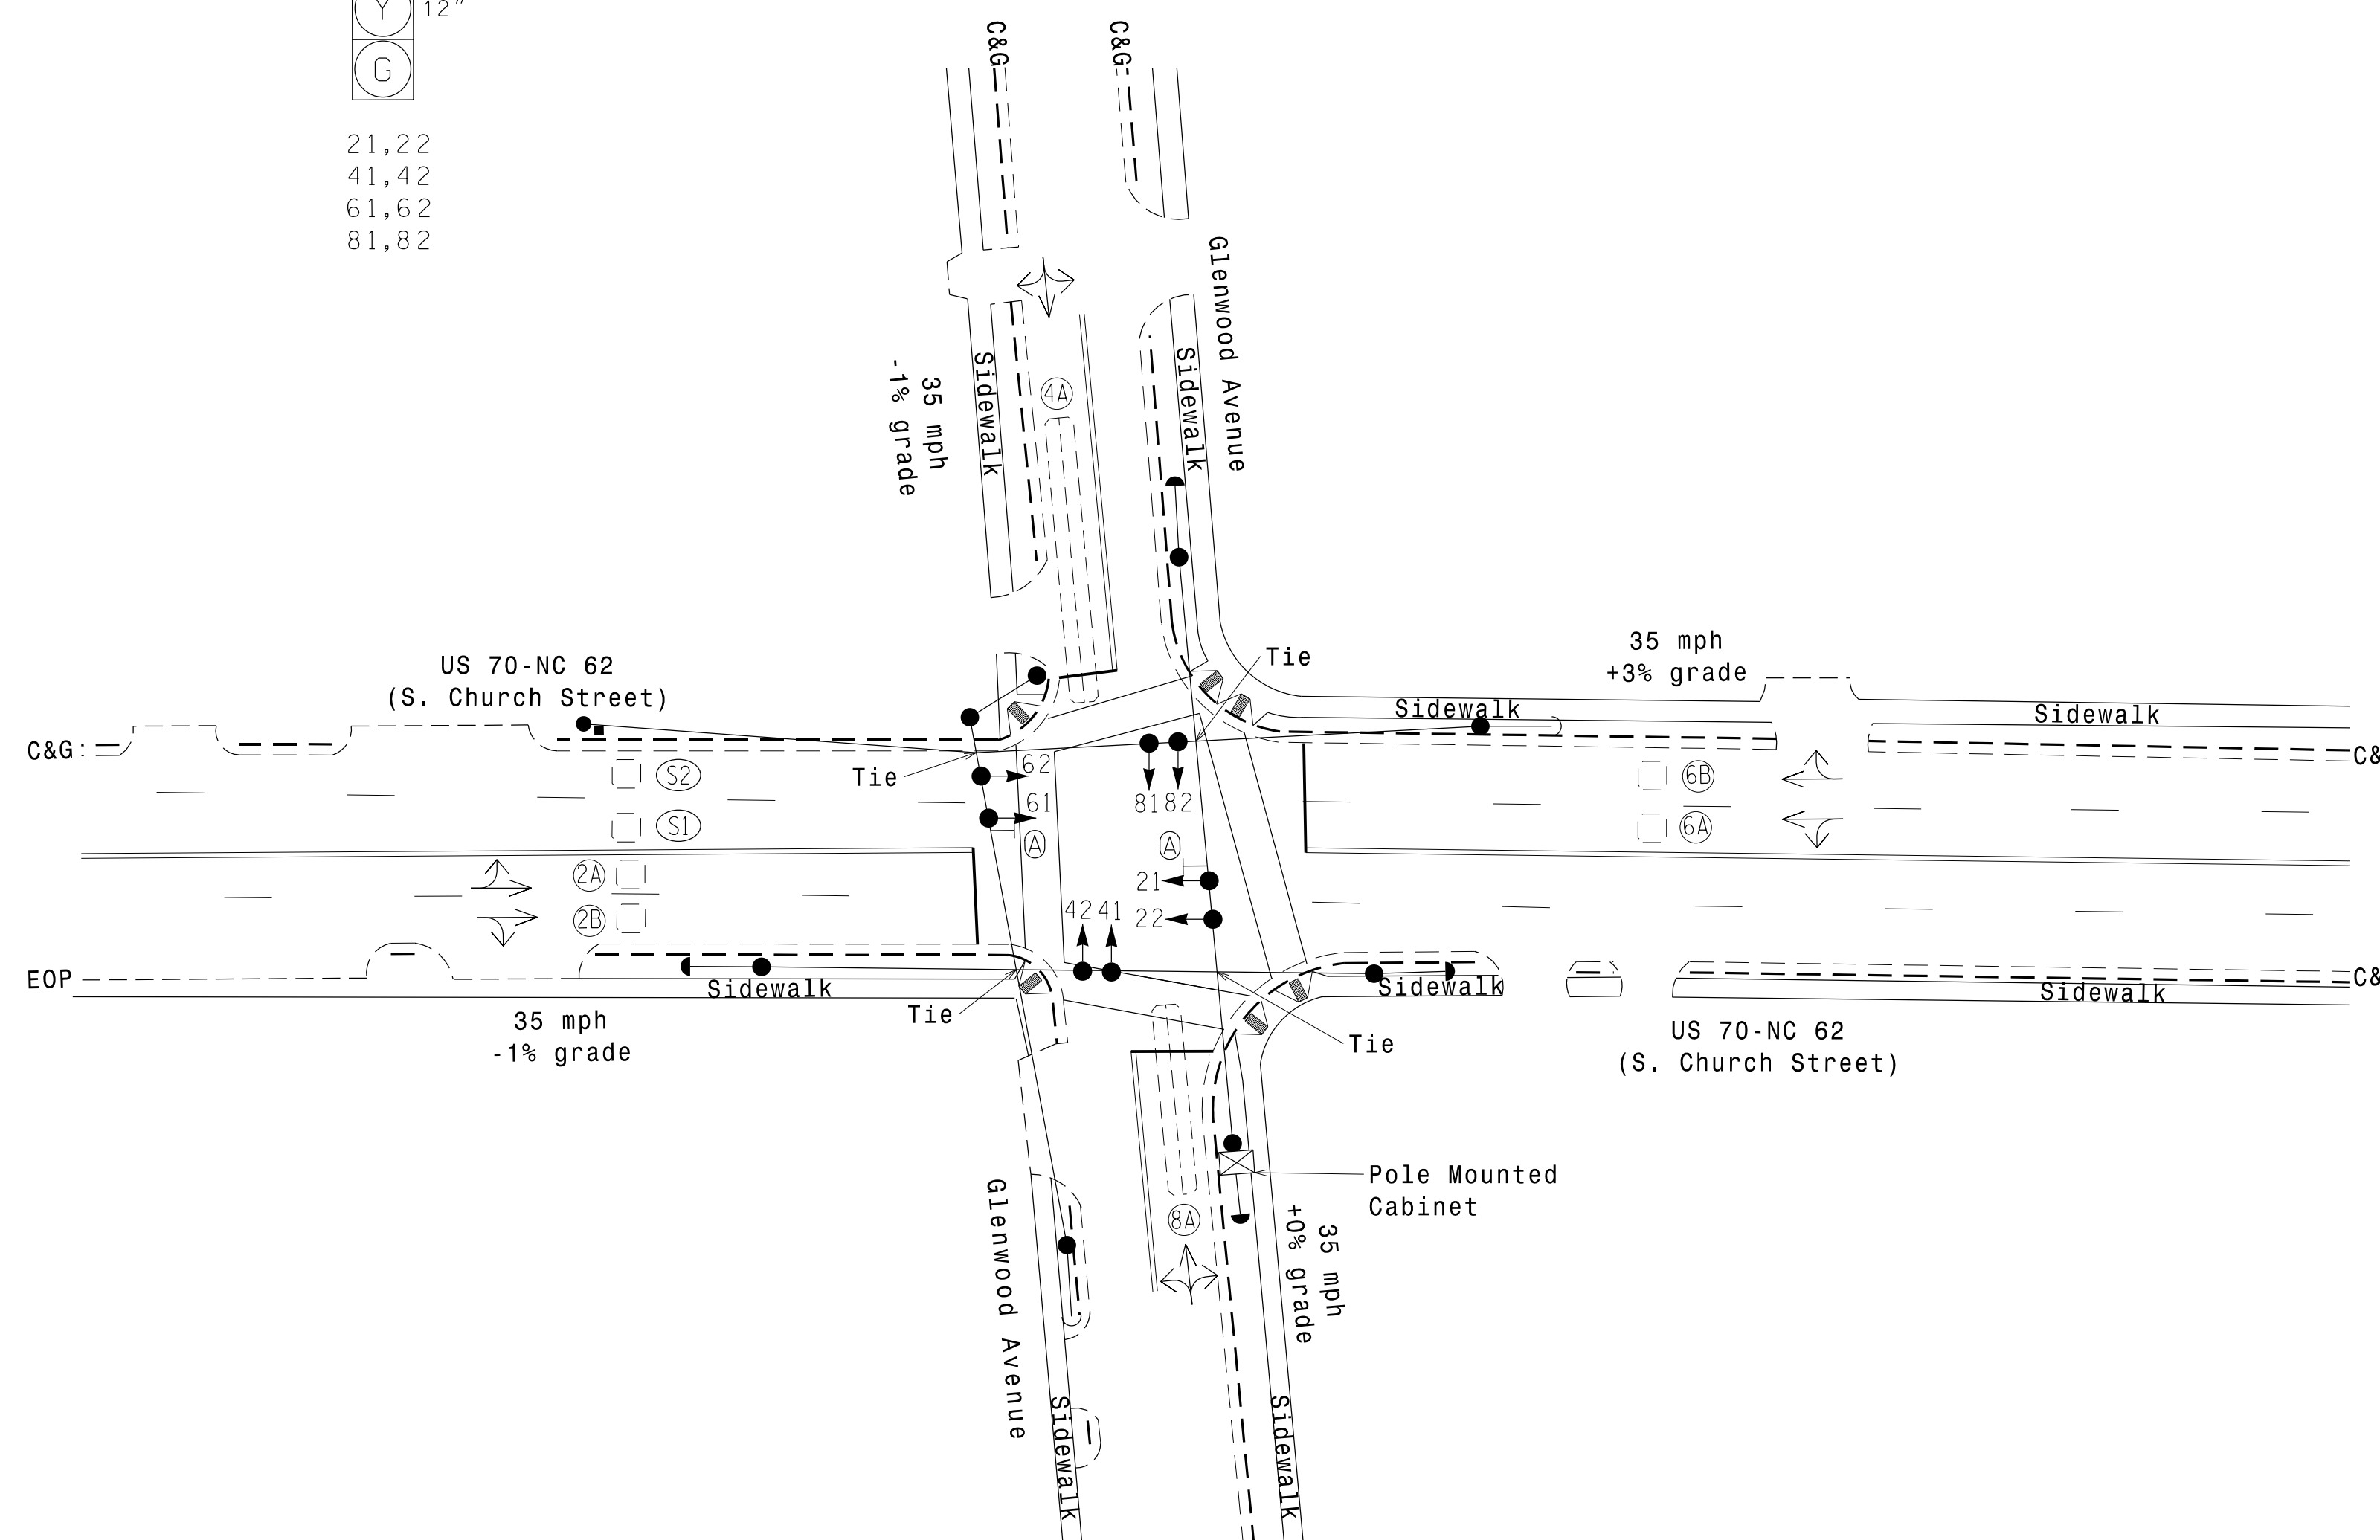 Y 12"
G
21,22
41,42
61,62
81,82
C&G
C&G
Glenwood Avenue
Sidewalk
Sidewalk
4A
35 mph
-1% grade
US 70-NC 62
(S. Church Street)
Tie
35 mph
+3% grade
Sidewalk
Sidewalk
C&G
C&
Tie
S2
S1
62
61
A
81 82
A
6B
6A
2A
2B
21
22
42 41
EOP
Sidewalk
Sidewalk
Sidewalk
C&
35 mph
-1% grade
Tie
Tie
US 70-NC 62
(S. Church Street)
Pole Mounted
Cabinet
8A
35 mph
+0% grade
Glenwood Avenue
Sidewalk
Sidewalk